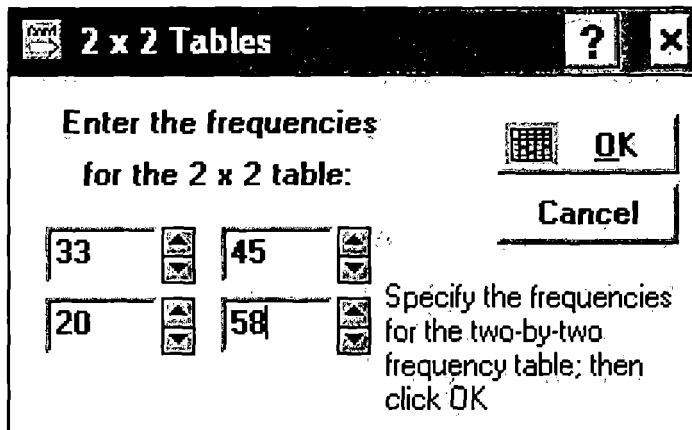 2 x 2 Tables ? x
Enter the frequencies
for the 2 x 2 table:
OK
Cancel
33 45
20 58
Specify the frequencies
for the two-by-two
frequency table; then
click OK